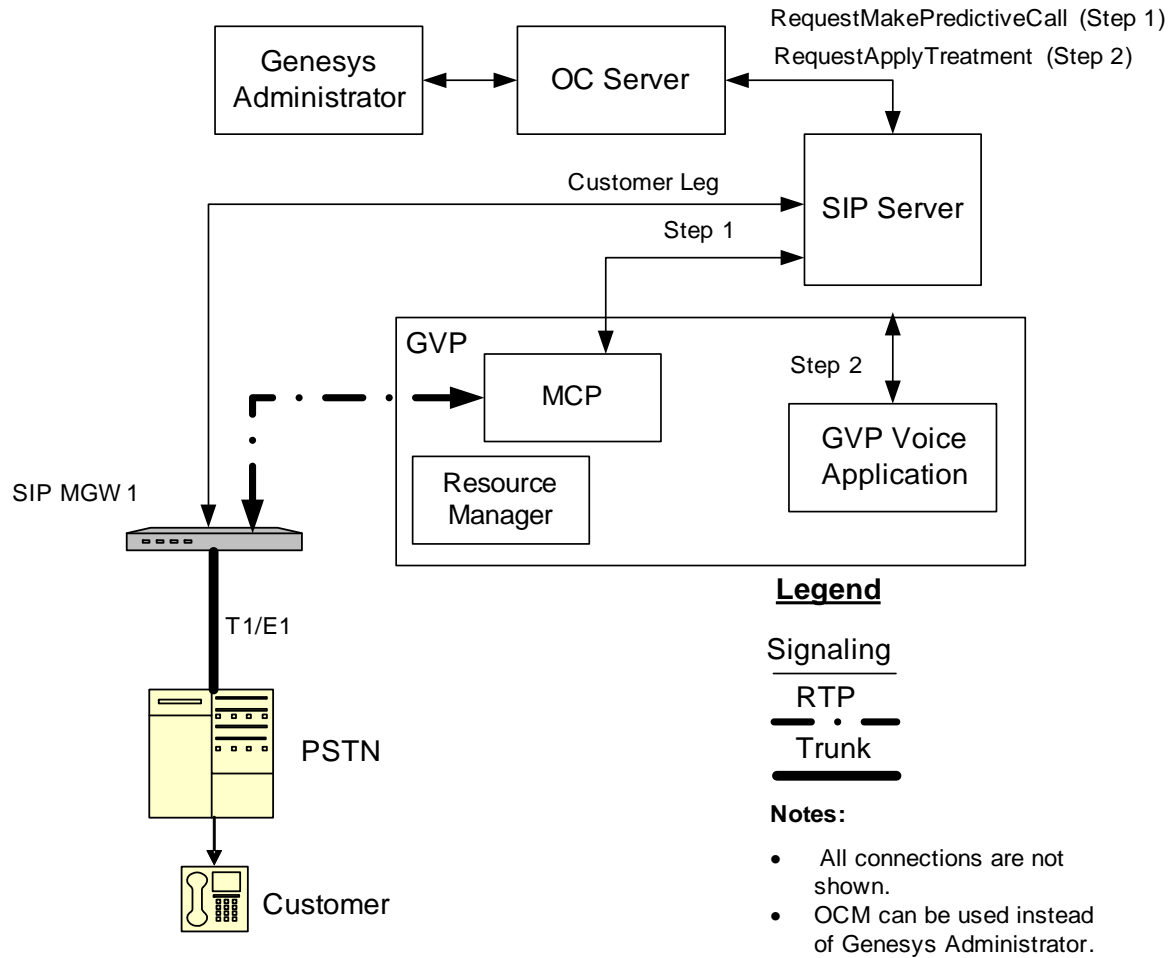 RequestMakePredictiveCall (Step 1)
RequestApplyTreatment (Step 2)
Genesys
Administrator
OC Server
SIP Server
Customer Leg
Step 1
GVP
MCP
Step 2
GVP Voice
Application
Resource
Manager
SIP MGW 1
T1/E1
PSTN
Customer
Legend
Signaling
RTP
Trunk
Notes:
• All connections are not
shown.
• OCM can be used instead
of Genesys Administrator.